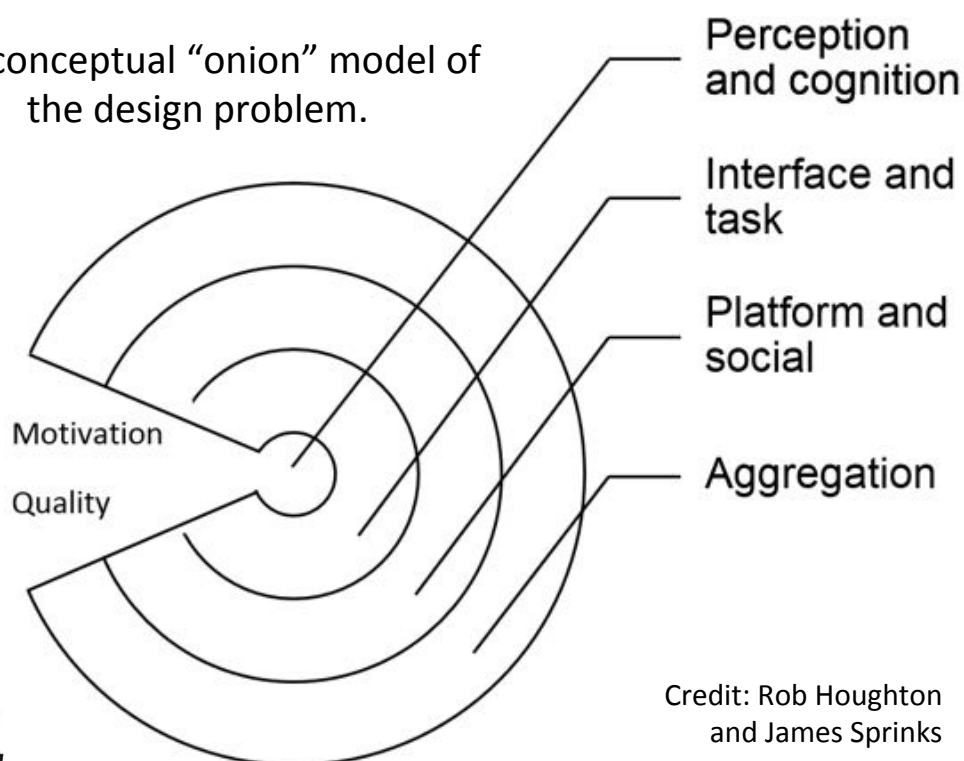 conceptual “onion” model of
the design problem.
Perception
and cognition
Interface and
task
Platform and
social
Aggregation
Motivation
Quality
Credit: Rob Houghton
and James Sprinks